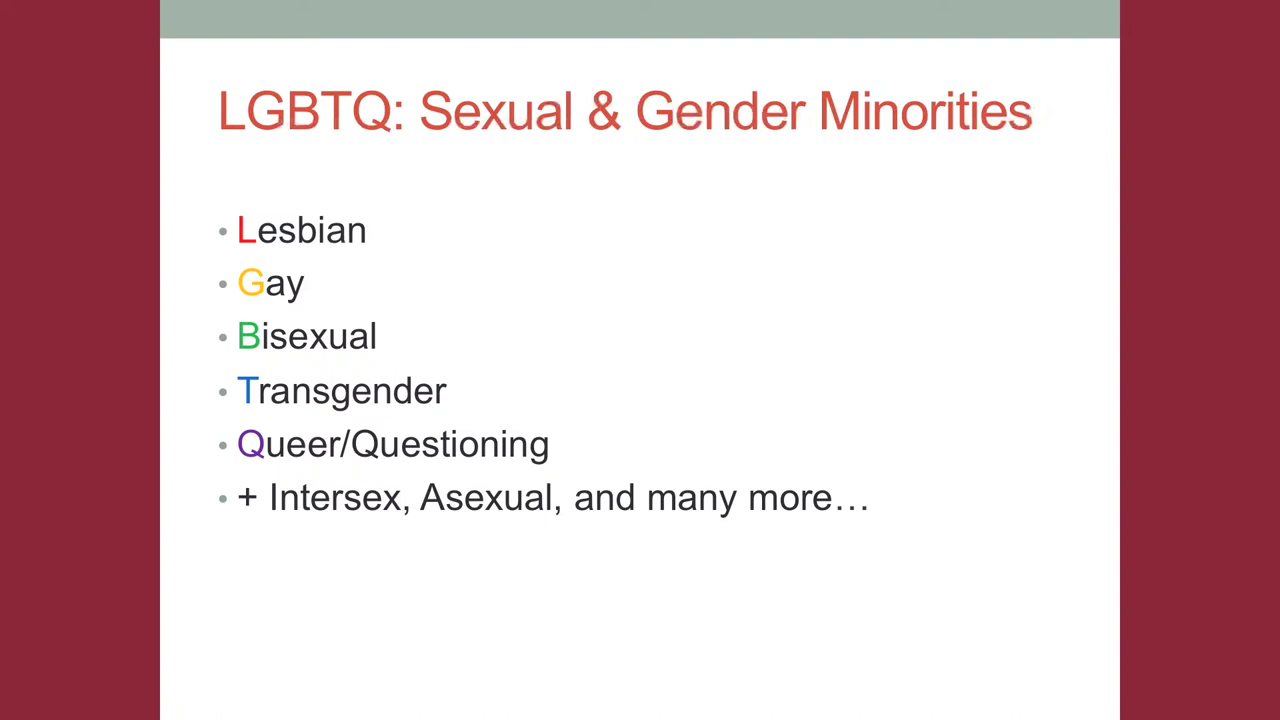 LGBTQ: Sexual & Gender Minorities
• Lesbian
• Gay
• Bisexual
• Transgender
• Queer/Questioning
• + Intersex, Asexual, and many more…